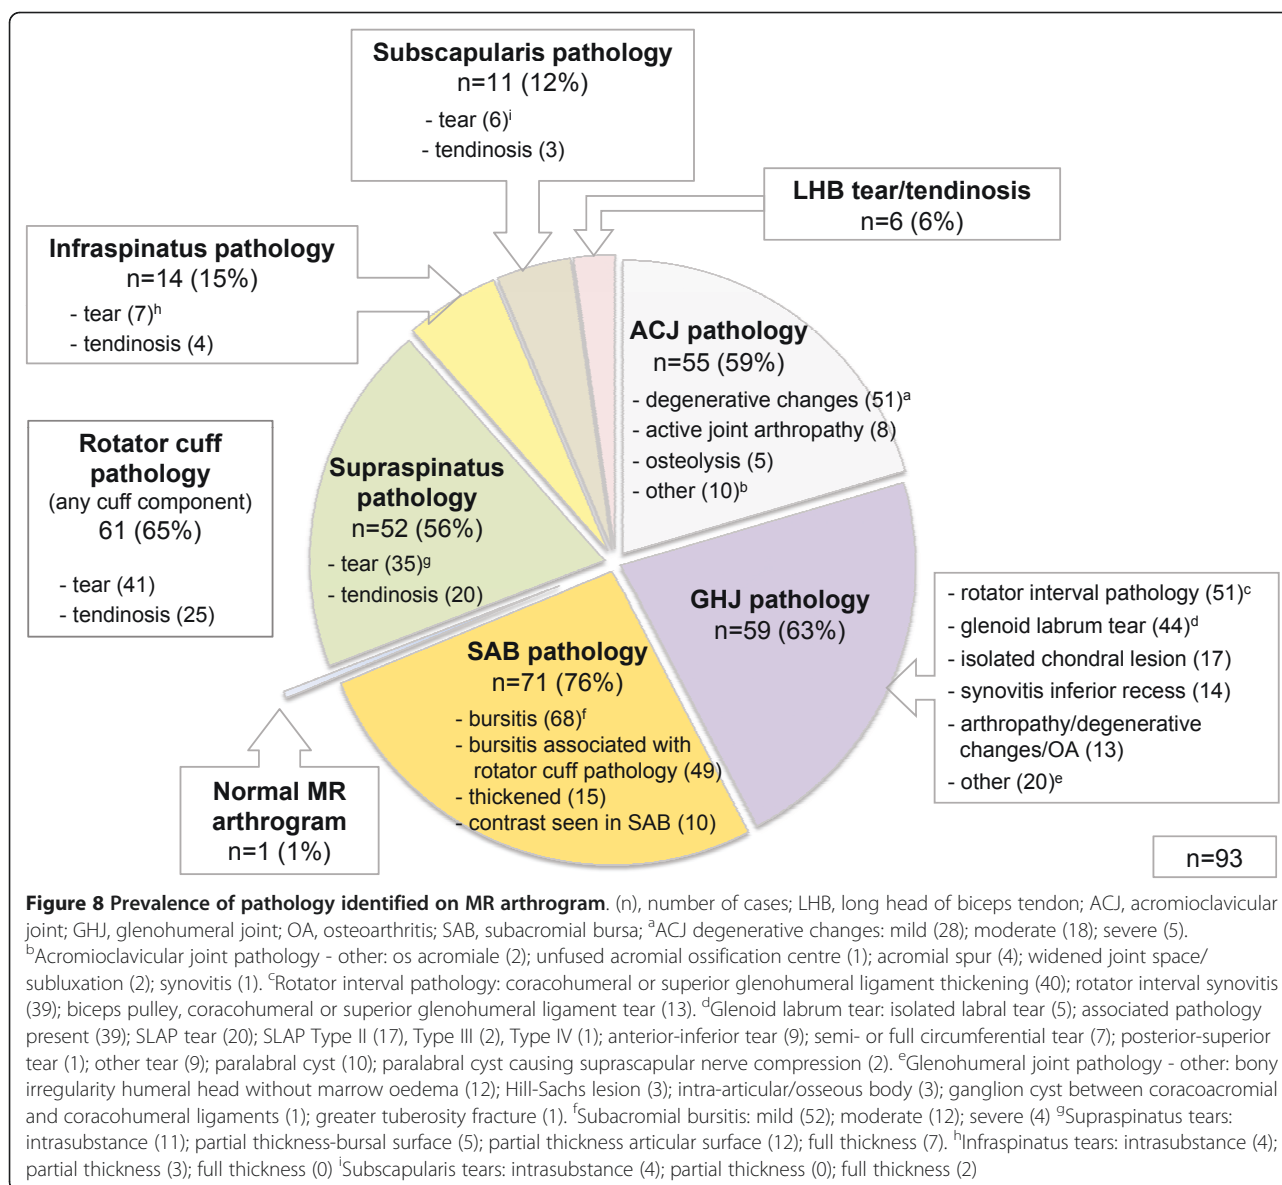 Subscapularis pathology
n=11 (12%)
- tear (6)i
- tendinosis (3)
LHB tear/tendinosis
n=6 (6%)
Infraspinatus pathology
n=14 (15%)
- tear (7)h
- tendinosis (4)
ACJ pathology
n=55 (59%)
- degenerative changes (51)a
- active joint arthropathy (8)
- osteolysis (5)
- other (10)b
Rotator cuff
pathology
(any cuff component)
61 (65%)
- tear (41)
- tendinosis (25)
Supraspinatus
pathology
n=52 (56%)
- tear (35)g
- tendinosis (20)
GHJ pathology
n=59 (63%)
- rotator interval pathology (51)c
- glenoid labrum tear (44)d
- isolated chondral lesion (17)
- synovitis inferior recess (14)
- arthropathy/degenerative
changes/OA (13)
- other (20)e
SAB pathology
n=71 (76%)
- bursitis (68)f
- bursitis associated with
rotator cuff pathology (49)
- thickened (15)
- contrast seen in SAB (10)
Normal MR
arthrogram
n=1 (1%)
n=93
Figure 8 Prevalence of pathology identified on MR arthrogram. (n), number of cases; LHB, long head of biceps tendon; ACJ, acromioclavicular
joint; GHJ, glenohumeral joint; OA, osteoarthritis; SAB, subacromial bursa; aACJ degenerative changes: mild (28); moderate (18); severe (5).
bAcromioclavicular joint pathology - other: os acromiale (2); unfused acromial ossification centre (1); acromial spur (4); widened joint space/
subluxation (2); synovitis (1). cRotator interval pathology: coracohumeral or superior glenohumeral ligament thickening (40); rotator interval synovitis
(39); biceps pulley, coracohumeral or superior glenohumeral ligament tear (13). dGlenoid labrum tear: isolated labral tear (5); associated pathology
present (39); SLAP tear (20); SLAP Type II (17), Type III (2), Type IV (1); anterior-inferior tear (9); semi- or full circumferential tear (7); posterior-superior
tear (1); other tear (9); paralabral cyst (10); paralabral cyst causing suprascapular nerve compression (2). eGlenohumeral joint pathology - other: bony
irregularity humeral head without marrow oedema (12); Hill-Sachs lesion (3); intra-articular/osseous body (3); ganglion cyst between coracoacromial
and coracohumeral ligaments (1); greater tuberosity fracture (1). fSubacromial bursitis: mild (52); moderate (12); severe (4) gSupraspinatus tears:
intrasubstance (11); partial thickness-bursal surface (5); partial thickness articular surface (12); full thickness (7). hInfraspinatus tears: intrasubstance (4);
partial thickness (3); full thickness (0) iSubscapularis tears: intrasubstance (4); partial thickness (0); full thickness (2)